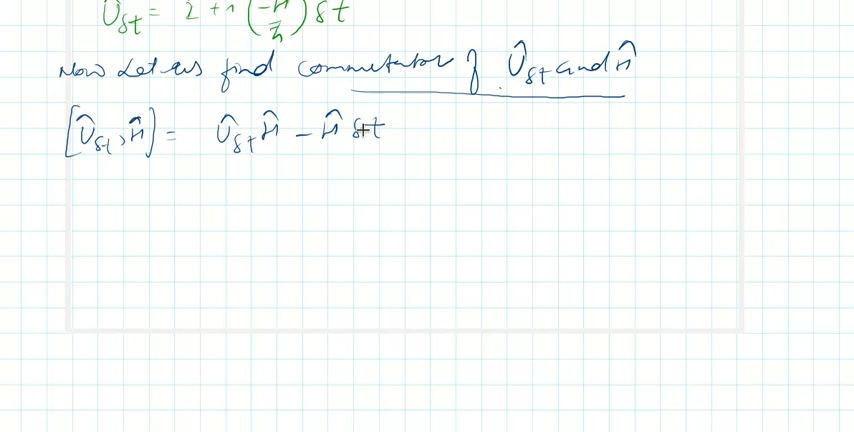 Û_δt = 1 + i (-Ĥ/ħ) δt
Now let us find commutator of Û_δt and Ĥ
[Û_δt, Ĥ] = Û_δt Ĥ - Ĥ δt